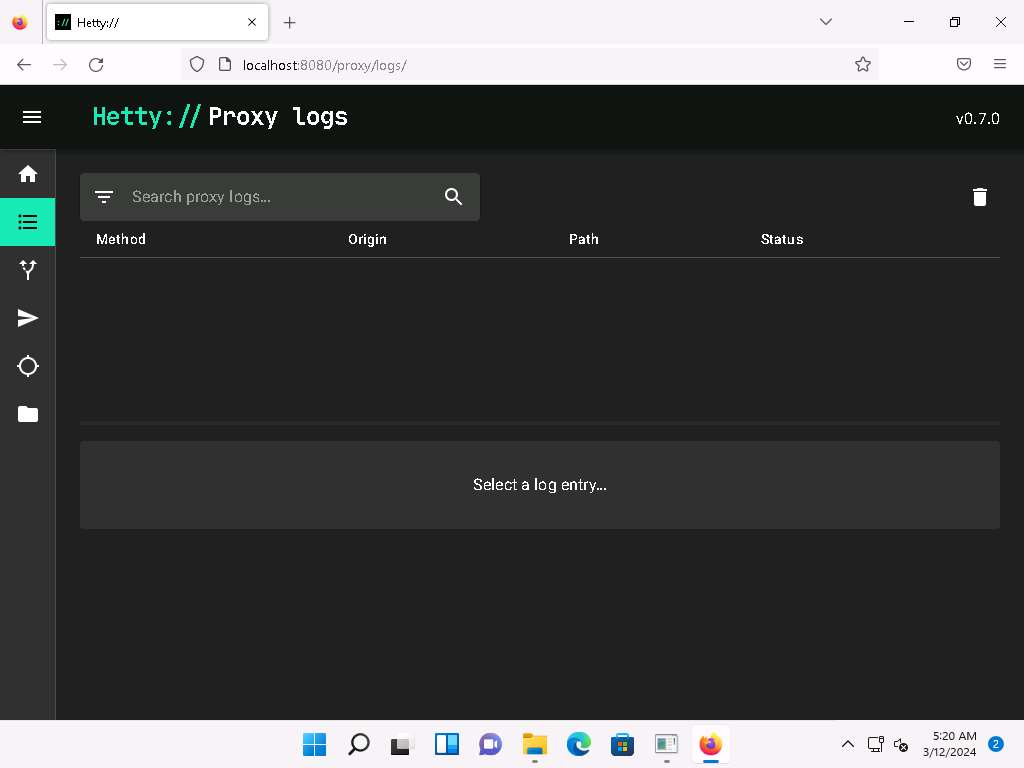 Hetty://
localhost:8080/proxy/logs/
Hetty:// Proxy logs
v0.7.0
Search proxy logs...
Method Origin Path Status
Select a log entry...
5:20 AM
3/12/2024
2